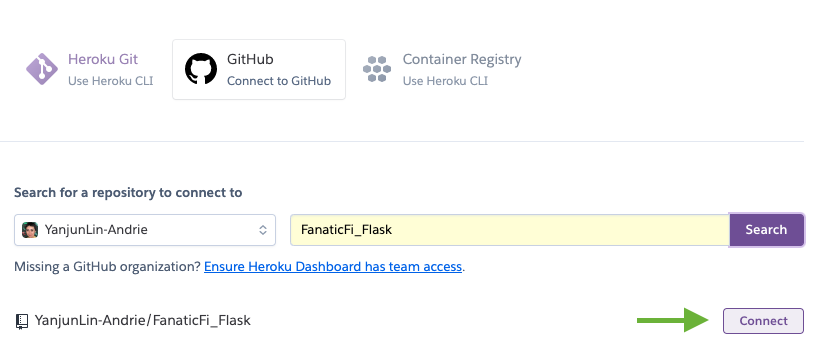 Heroku Git
Use Heroku CLI
GitHub
Connect to GitHub
Container Registry
Use Heroku CLI
Search for a repository to connect to
YanjunLin-Andrie
FanaticFi_Flask
Search
Missing a GitHub organization? Ensure Heroku Dashboard has team access.
YanjunLin-Andrie/FanaticFi_Flask
Connect